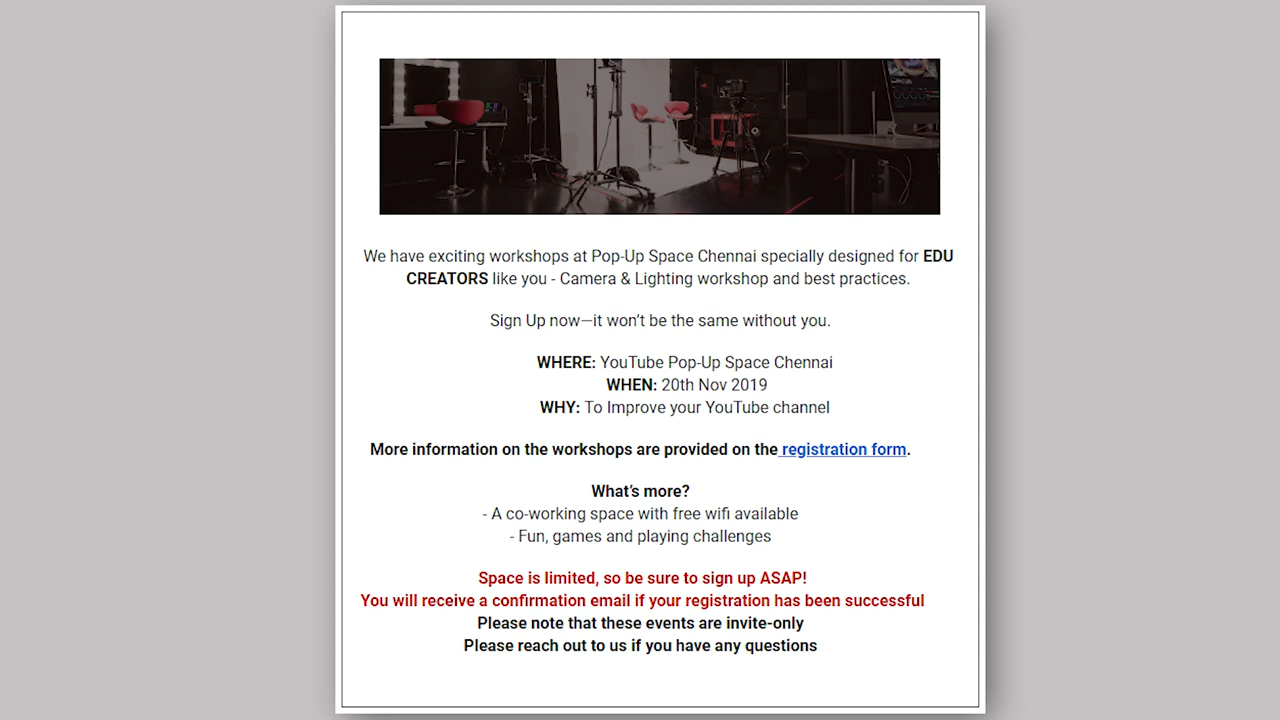 We have exciting workshops at Pop-Up Space Chennai specially designed for EDU
CREATORS like you - Camera & Lighting workshop and best practices.
Sign Up now—it won’t be the same without you.
WHERE: YouTube Pop-Up Space Chennai
WHEN: 20th Nov 2019
WHY: To Improve your YouTube channel
More information on the workshops are provided on the registration form.
What’s more?
- A co-working space with free wifi available
- Fun, games and playing challenges
Space is limited, so be sure to sign up ASAP!
You will receive a confirmation email if your registration has been successful
Please note that these events are invite-only
Please reach out to us if you have any questions